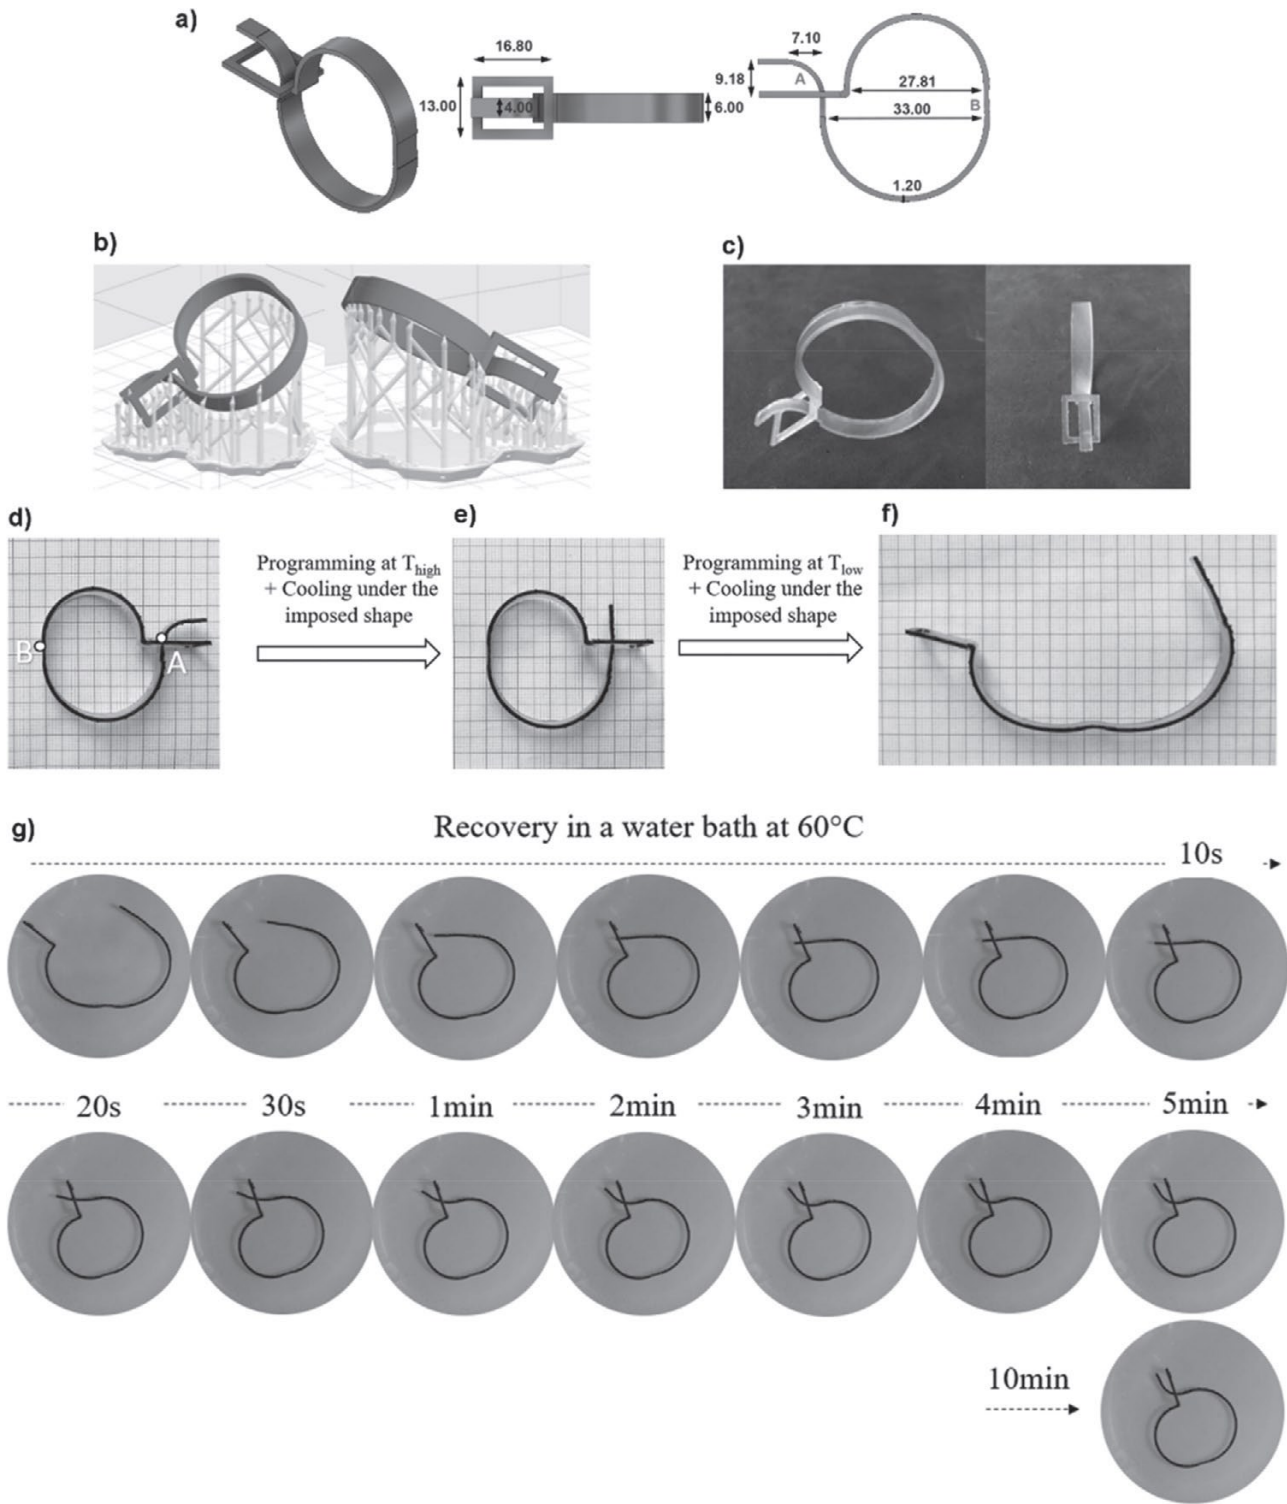 a)
16.80
13.00
4.00
6.00
7.10
9.18
A
27.81
B
33.00
1.20
b)
c)
d)
B
A
Programming at Thigh
+ Cooling under the
imposed shape
e)
Programming at Tlow
+ Cooling under the
imposed shape
f)
g)
Recovery in a water bath at 60°C
10s
20s
30s
1min
2min
3min
4min
5min
10min